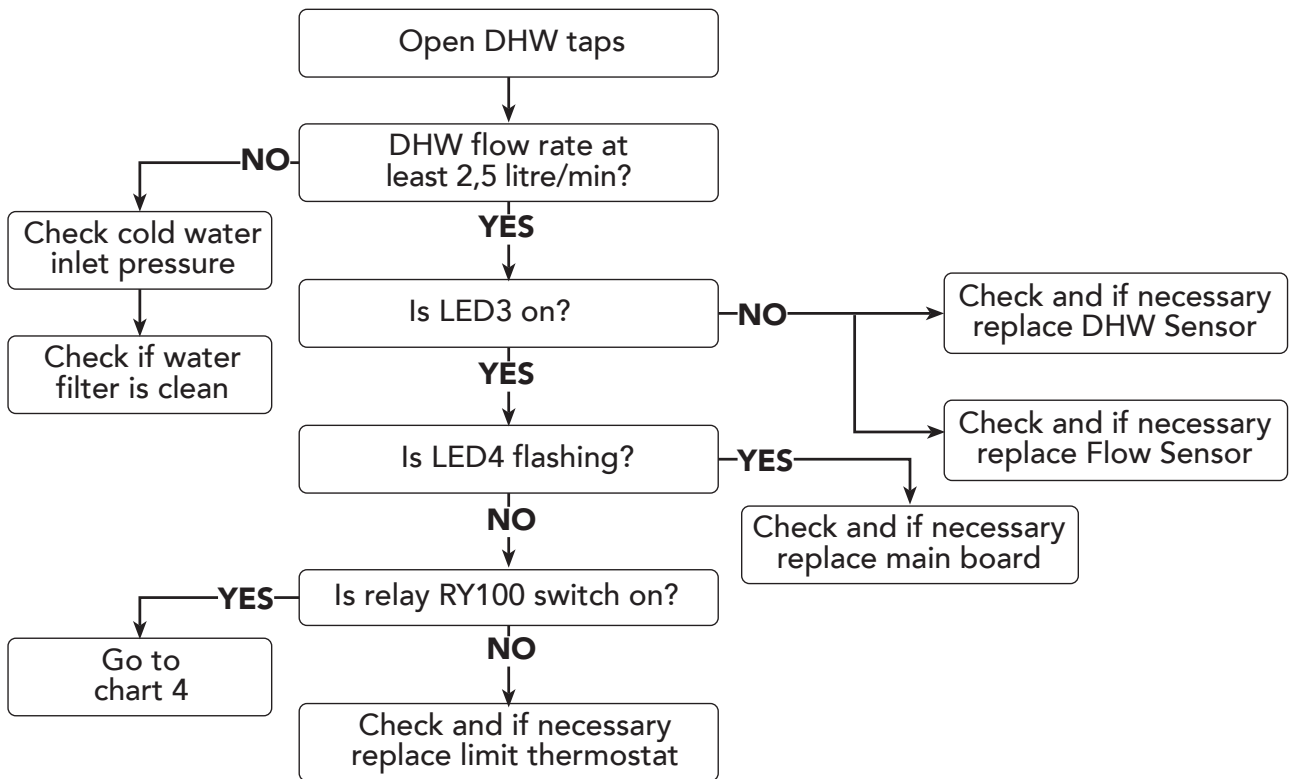 Open DHW taps
DHW flow rate at
least 2,5 litre/min?
NO
Check cold water
inlet pressure
Check if water
filter is clean
YES
Is LED3 on?
NO
Check and if necessary
replace DHW Sensor
Check and if necessary
replace Flow Sensor
YES
Is LED4 flashing?
YES
Check and if necessary
replace main board
NO
Is relay RY100 switch on?
YES
Go to
chart 4
NO
Check and if necessary
replace limit thermostat